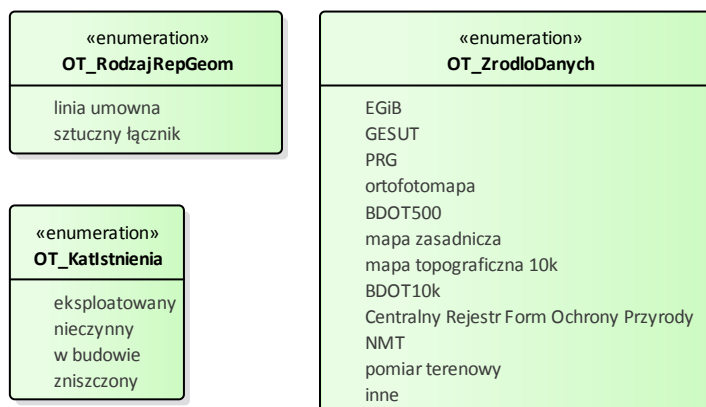 «enumeration»
OT_RodzajRepGeom
linia umowna
sztuczny łącznik
«enumeration»
OT_KatIstnienia
eksploatowany
nieczynny
w budowie
zniszczony
«enumeration»
OT_ZrodloDanych
EGiB
GESUT
PRG
ortofotomapa
BDOT500
mapa zasadnicza
mapa topograficzna 10k
BDOT10k
Centralny Rejestr Form Ochrony Przyrody
NMT
pomiar terenowy
inne